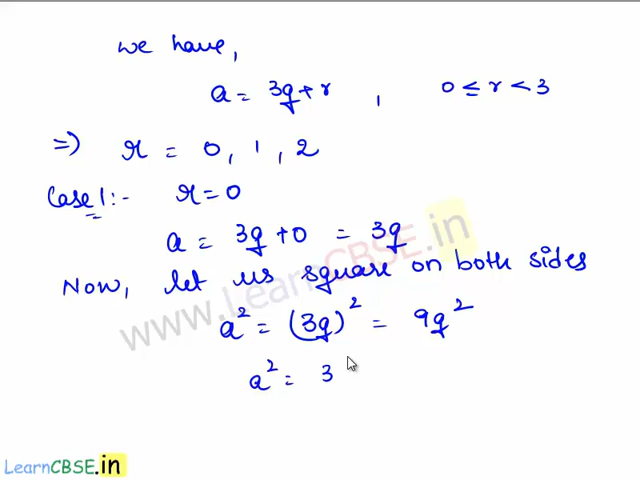 we have,
a = 3q + r , 0 ≤ r < 3
=> r = 0, 1, 2
Case 1:- r = 0
a = 3q + 0 = 3q
Now, let us square on both sides
a² = (3q)² = 9q²
a² = 3
www.LearnCBSE.in
LearnCBSE.in